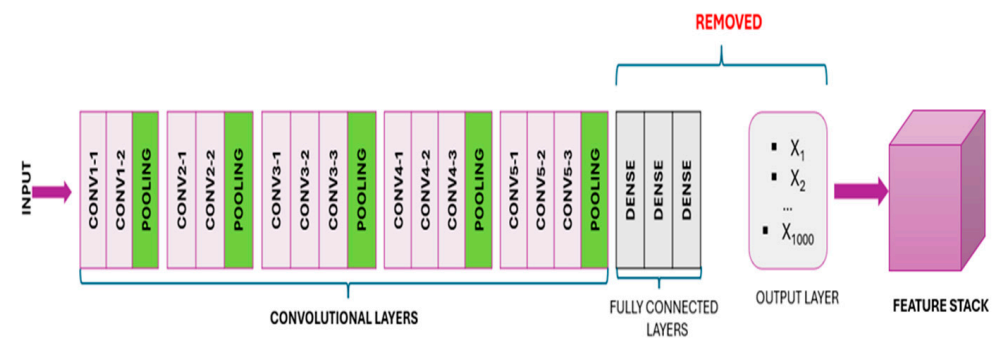 REMOVED
INPUT
CONV1-1
CONV1-2
POOLING
CONV2-1
CONV2-2
POOLING
CONV3-1
CONV3-2
CONV3-3
POOLING
CONV4-1
CONV4-2
CONV4-3
POOLING
CONV5-1
CONV5-2
CONV5-3
POOLING
DENSE
DENSE
DENSE
▪ X₁
▪ X₂
...
▪ X₁₀₀₀
CONVOLUTIONAL LAYERS
FULLY CONNECTED
LAYERS
OUTPUT LAYER
FEATURE STACK